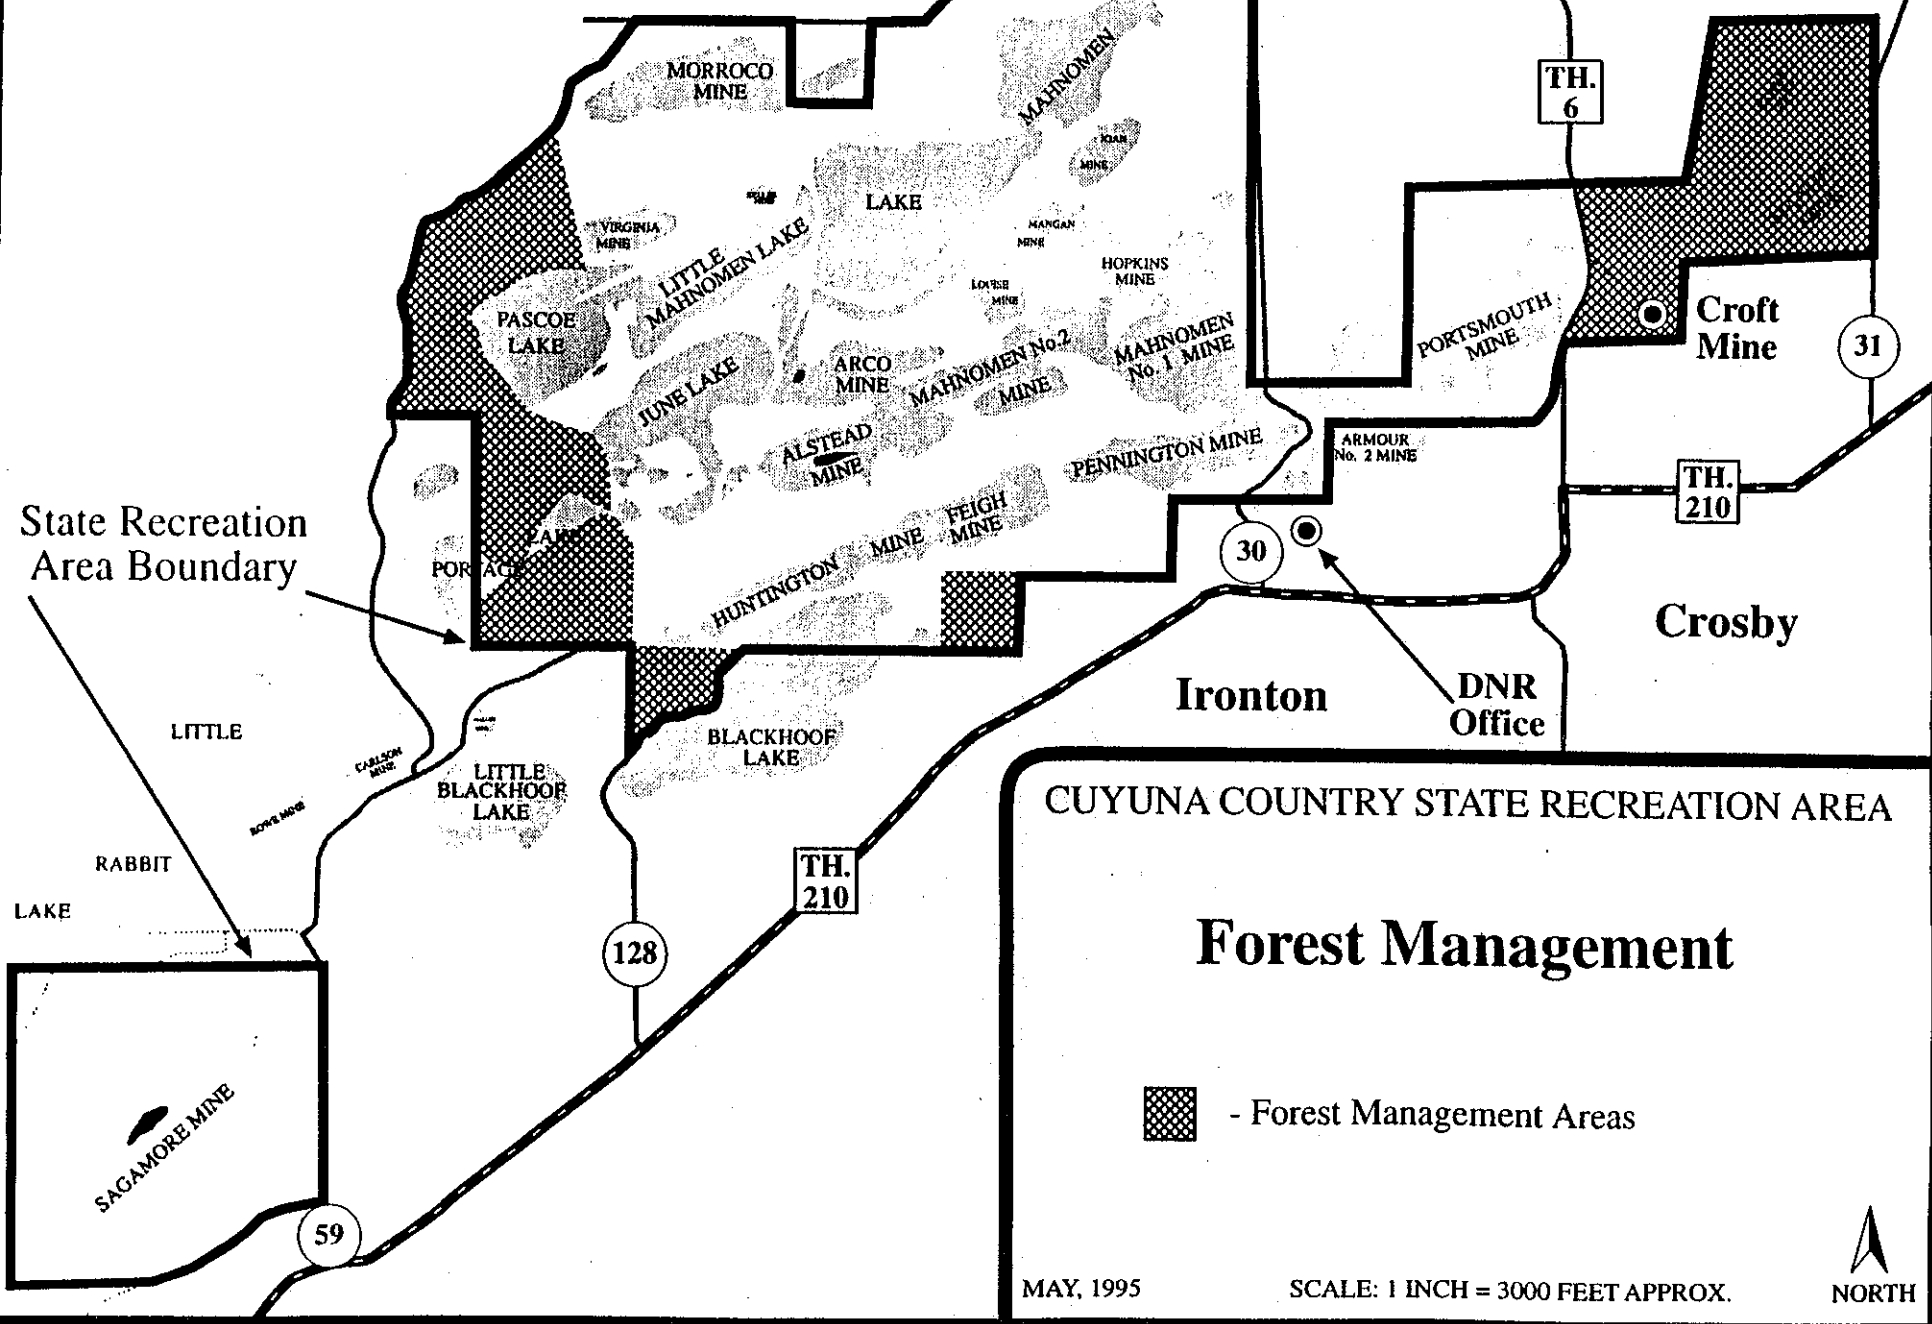 MORROCO
MINE
MAHNOMEN
LAKE
TH.
6
MINE
VIRGINIA
MINE
LITTLE
MAHNOMEN LAKE
MANGAN
MINE
HOPKINS
MINE
LOUISE
MINE
PASCOE
LAKE
JUNE LAKE
ARCO
MINE
MAHNOMEN No.2
MINE
MAHNOMEN
No. 1 MINE
PORTSMOUTH
MINE
Croft
Mine
31
ALSTEAD
MINE
PENNINGTON MINE
ARMOUR
No. 2 MINE
TH.
210
State Recreation
Area Boundary
PORTAGE
LAKE
HUNTINGTON MINE
FEIGH
MINE
30
Crosby
Ironton
DNR
Office
LITTLE
RABBIT
LAKE
CARLSON
MINE
ROWE MINE
LITTLE
BLACKHOOF
LAKE
BLACKHOOF
LAKE
TH.
210
128
SAGAMORE MINE
59
CUYUNA COUNTRY STATE RECREATION AREA
Forest Management
- Forest Management Areas
MAY, 1995
SCALE: 1 INCH = 3000 FEET APPROX.
NORTH